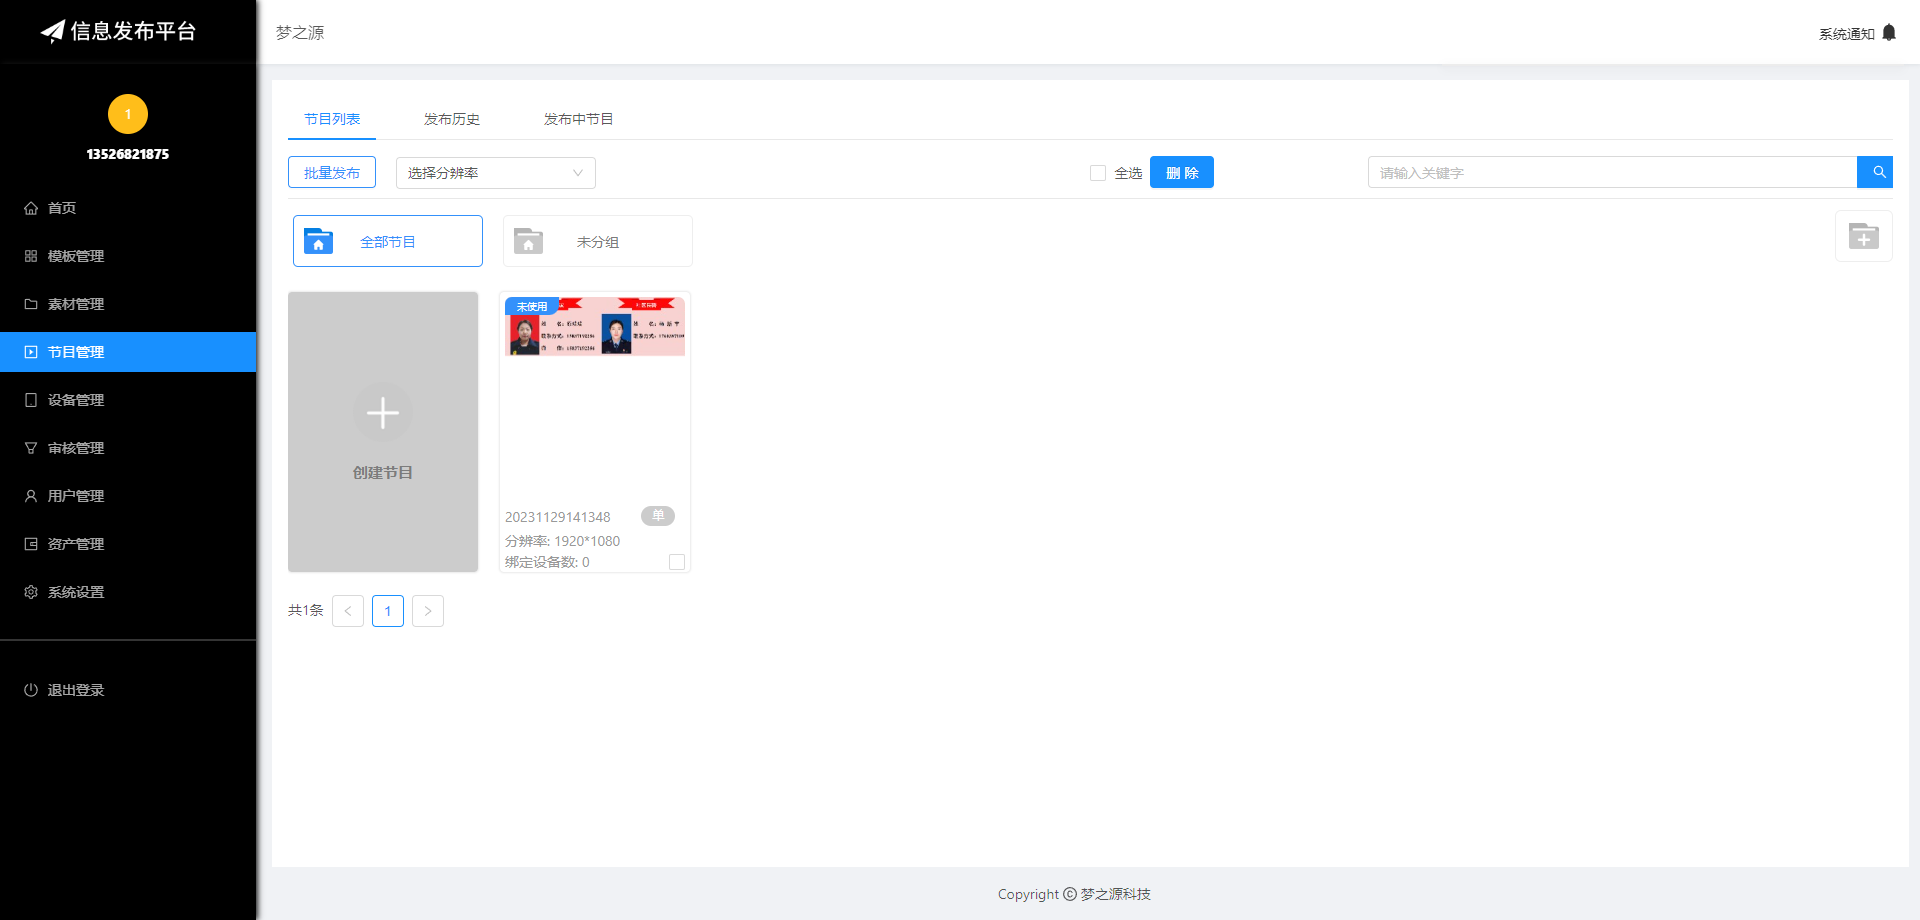 信息发布平台
梦之源
系统通知
1
13526821875
首页
模板管理
素材管理
节目管理
设备管理
审核管理
用户管理
资产管理
系统设置
退出登录
节目列表
发布历史
发布中节目
批量发布
选择分辨率
全选
删 除
请输入关键字
全部节目
未分组
创建节目
未使用
20231129141348
单
分辨率: 1920*1080
绑定设备数: 0
共1条
1
Copyright © 梦之源科技